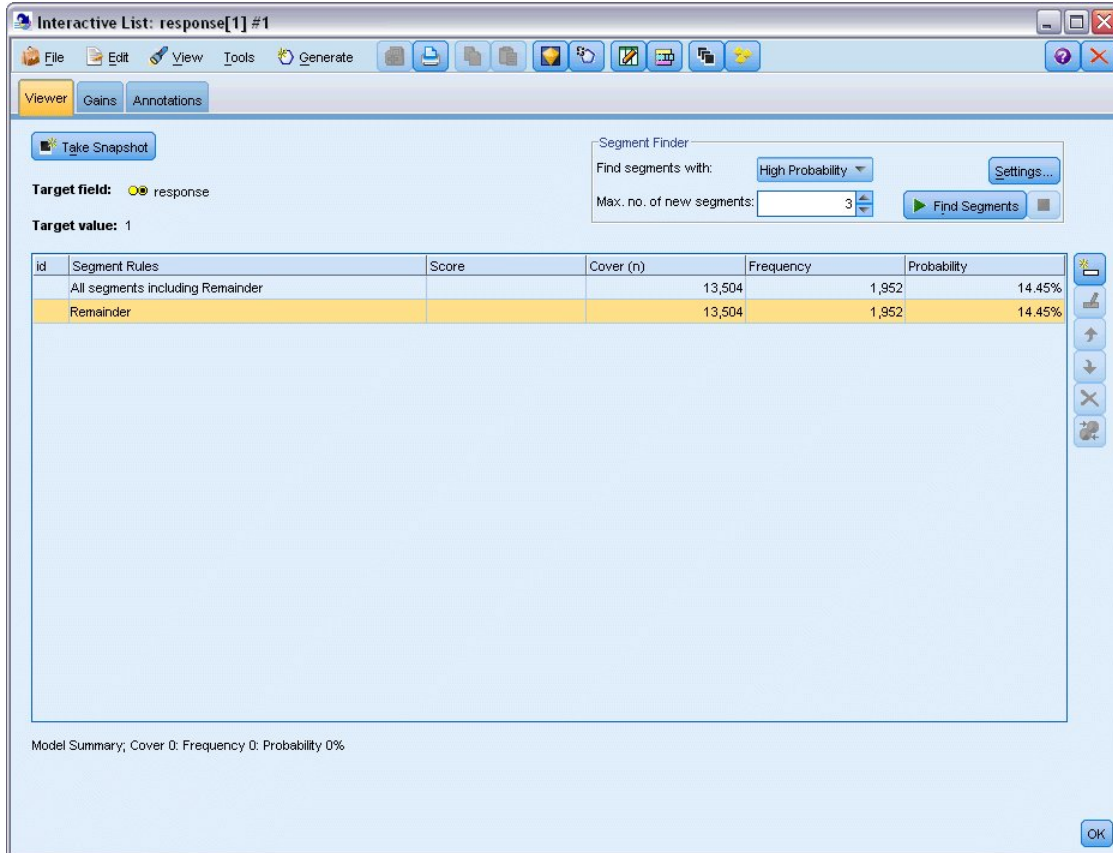 Interactive List: response[1] #1
File Edit View Tools Generate
Viewer Gains Annotations
Take Snapshot
Segment Finder
Find segments with: High Probability Settings...
Target field: response
Max. no. of new segments: 3 Find Segments
Target value: 1
id Segment Rules Score Cover (n) Frequency Probability
All segments including Remainder 13,504 1,952 14.45%
Remainder 13,504 1,952 14.45%
Model Summary; Cover 0: Frequency 0: Probability 0%
OK